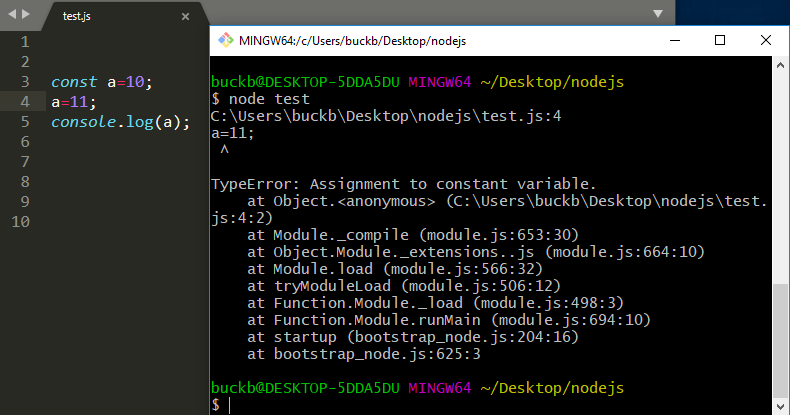 test.js
1
2
3 const a=10;
4 a=11;
5 console.log(a);
6
7
8
9
10
MINGW64:/c/Users/buckb/Desktop/nodejs
buckb@DESKTOP-5DDA5DU MINGW64 ~/Desktop/nodejs
$ node test
C:\Users\buckb\Desktop\nodejs\test.js:4
a=11;
 ^
TypeError: Assignment to constant variable.
    at Object.<anonymous> (C:\Users\buckb\Desktop\nodejs\test.
js:4:2)
    at Module._compile (module.js:653:30)
    at Object.Module._extensions..js (module.js:664:10)
    at Module.load (module.js:566:32)
    at tryModuleLoad (module.js:506:12)
    at Function.Module._load (module.js:498:3)
    at Function.Module.runMain (module.js:694:10)
    at startup (bootstrap_node.js:204:16)
    at bootstrap_node.js:625:3
buckb@DESKTOP-5DDA5DU MINGW64 ~/Desktop/nodejs
$